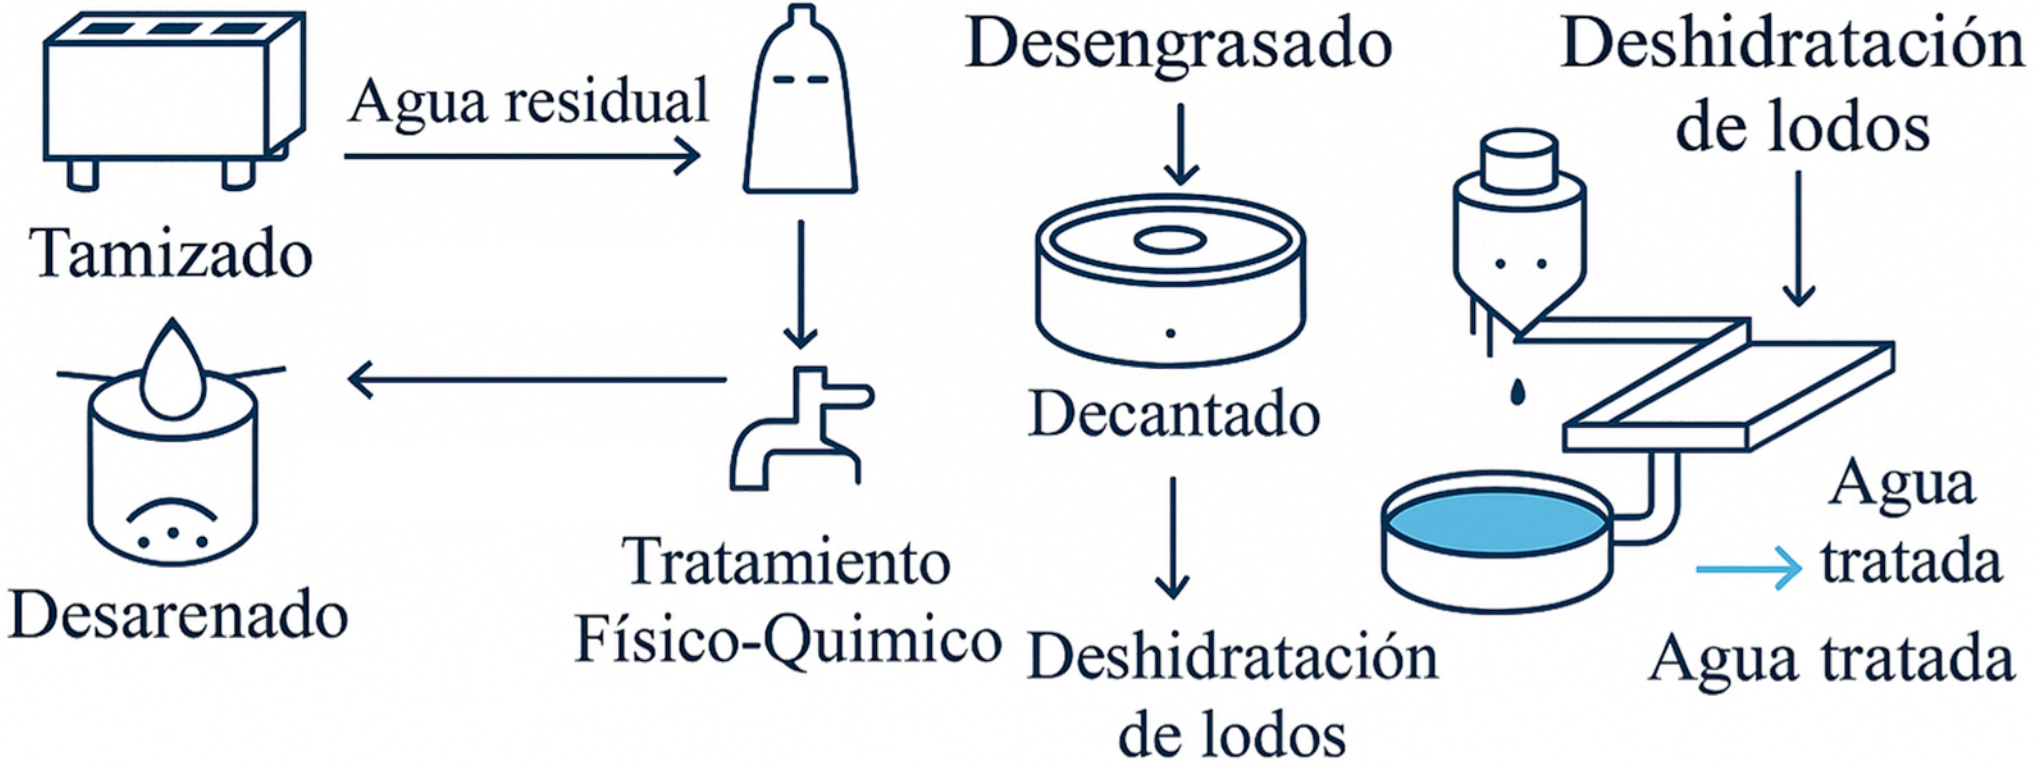 Tamizado
Agua residual
Desarenado
Tratamiento
Físico-Quimico
Desengrasado
Decantado
Deshidratación
de lodos
Deshidratación
de lodos
Agua
tratada
Agua tratada